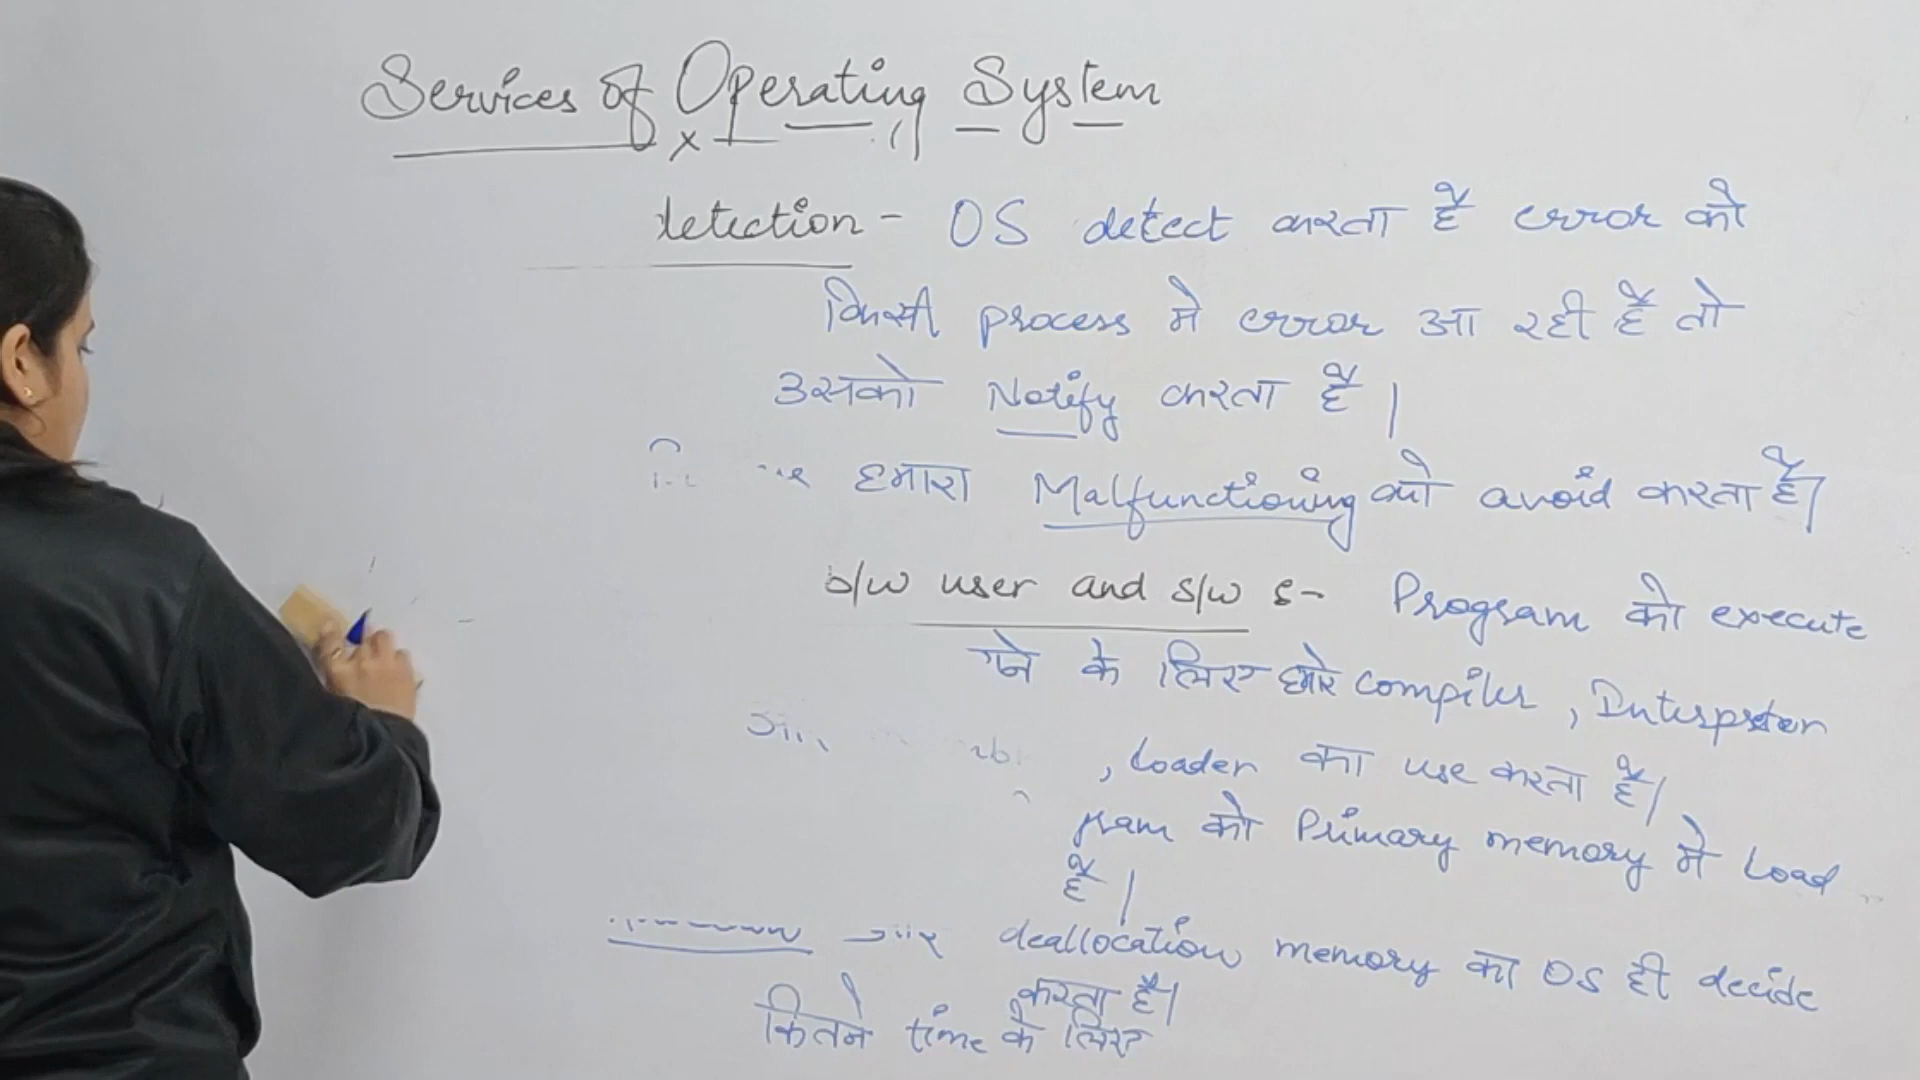 Services of Operating System
detection - OS detect करता है error को
किसी process मे error आ रही है तो
उसको Notify करता है |
हमारा Malfunctioning को avoid करता है|
b/w user and s/w :- Program को execute
के लिए और Compiler, Interpreter
, Loader का use करता है|
gram को Primary memory मे Load
है |
deallocation memory का OS ही decide
करता है|
कितने time के लिए